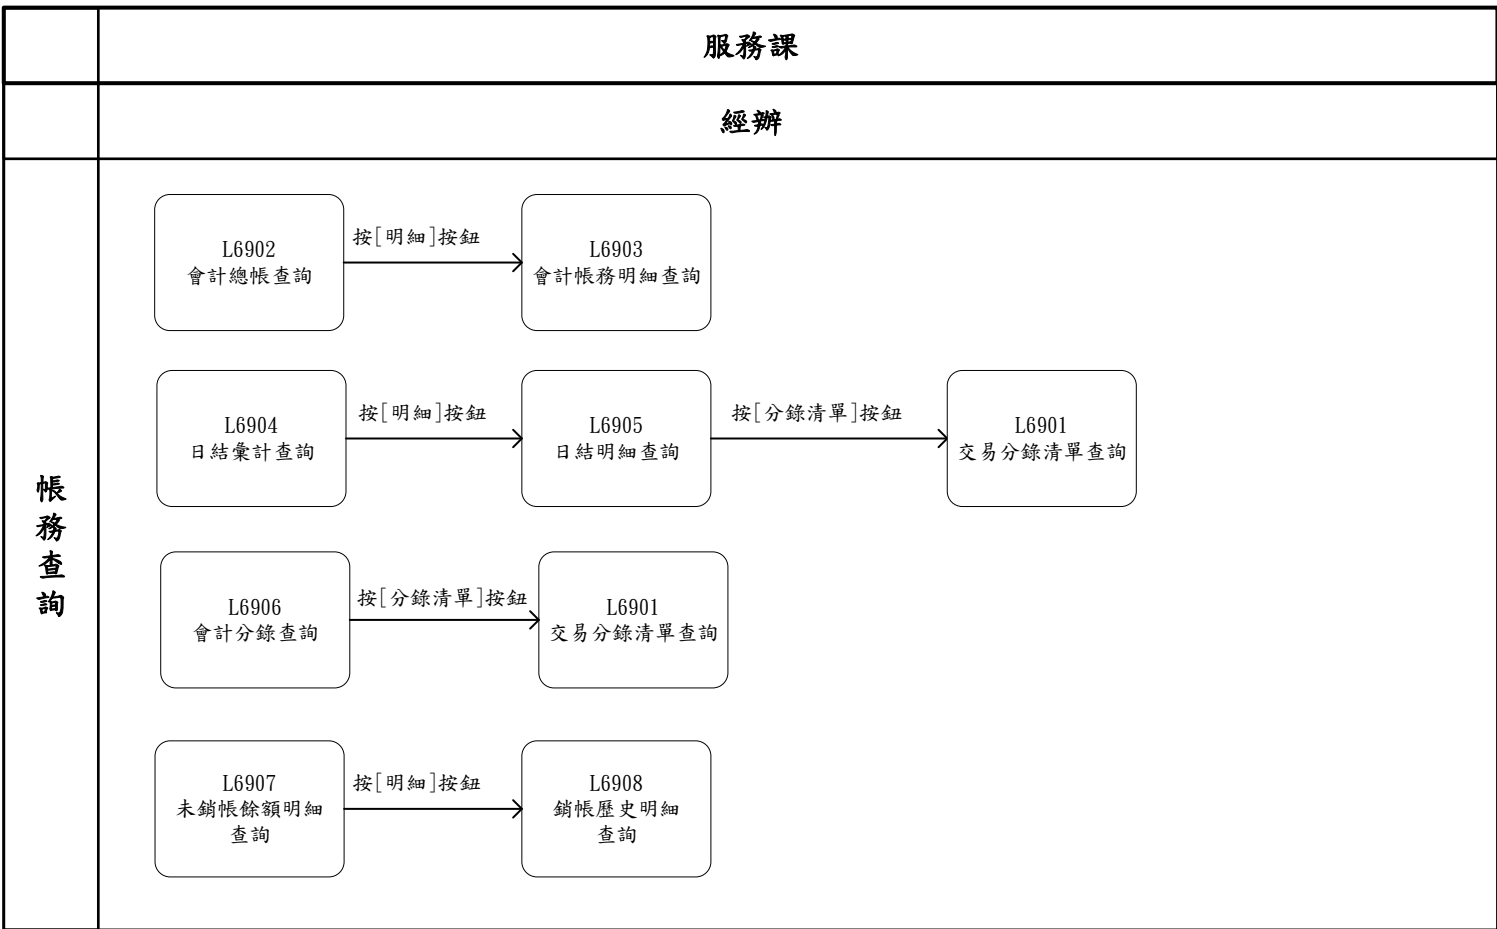 服務課
經辦
帳務查詢
L6902
會計總帳查詢
按[明細]按鈕
L6903
會計帳務明細查詢
L6904
日結彙計查詢
按[明細]按鈕
L6905
日結明細查詢
按[分錄清單]按鈕
L6901
交易分錄清單查詢
L6906
會計分錄查詢
按[分錄清單]按鈕
L6901
交易分錄清單查詢
L6907
未銷帳餘額明細
查詢
按[明細]按鈕
L6908
銷帳歷史明細
查詢